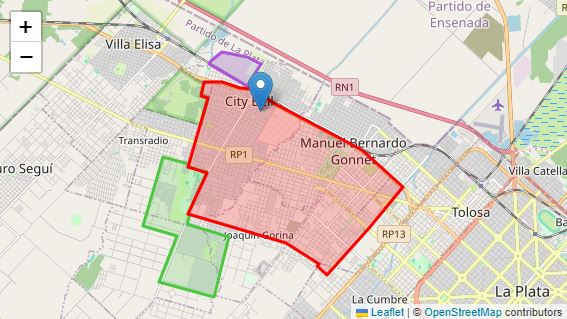 +
−
Partido de
Ensenada
Villa Elisa
Partido de La Plata
RN1
City Bell
Manuel Bernardo
Gonnet
Transradio
RP1
Villa Catella
uro Seguí
Tolosa
Joaquín Gorina
RP13
La Plata
La Cumbre
Leaflet | © OpenStreetMap contributors